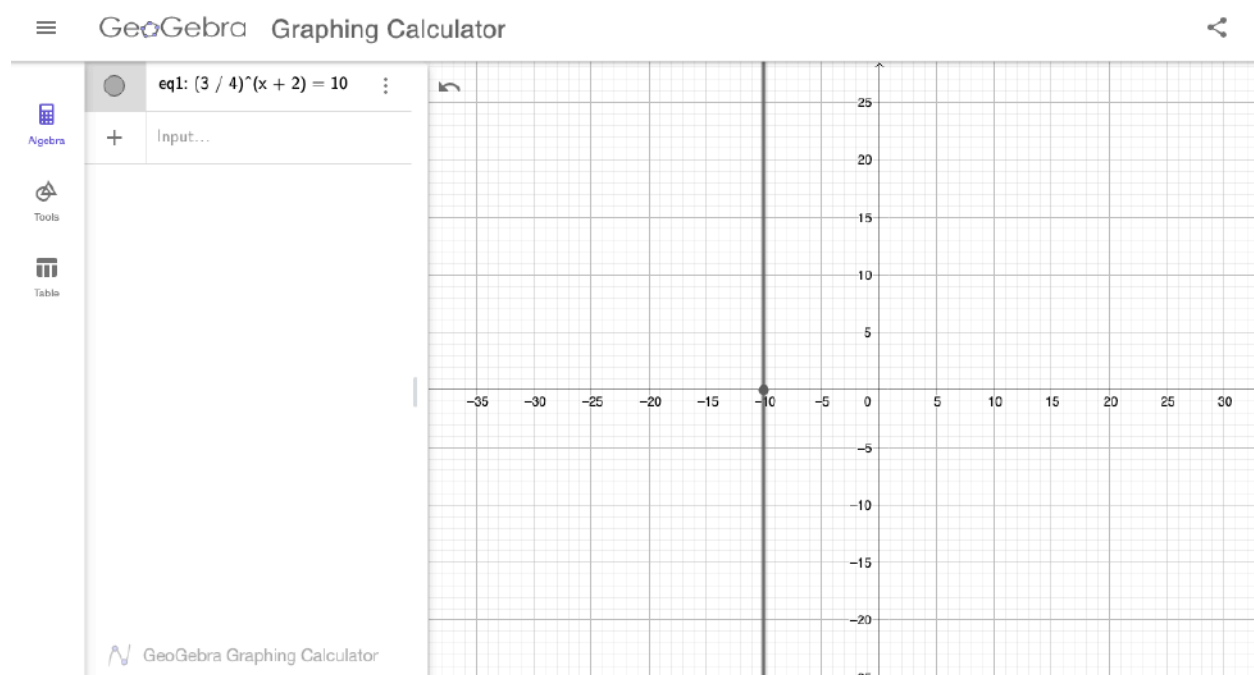 GeoGebra Graphing Calculator
eq1: (3 / 4)^(x + 2) = 10
Algebra
+ Input...
Tools
Table
25
20
15
10
5
−35 −30 −25 −20 −15 −10 −5 0 5 10 15 20 25 30
−5
−10
−15
−20
GeoGebra Graphing Calculator